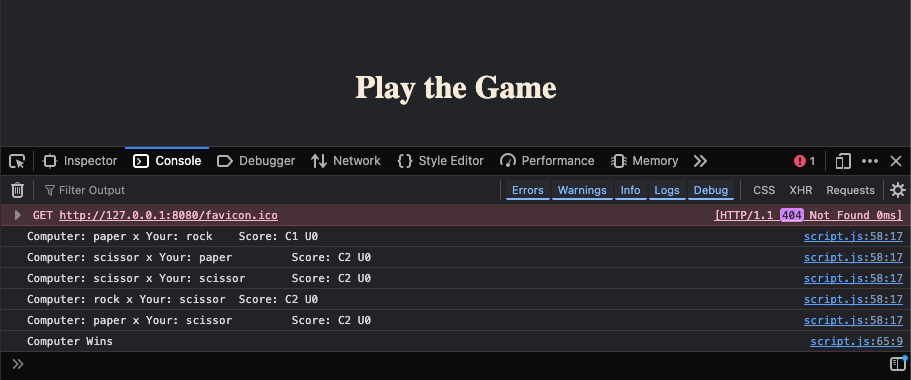 Play the Game
Inspector Console Debugger Network Style Editor Performance Memory 1
Filter Output Errors Warnings Info Logs Debug CSS XHR Requests
GET http://127.0.0.1:8080/favicon.ico [HTTP/1.1 404 Not Found 0ms]
Computer: paper x Your: rock Score: C1 U0 script.js:58:17
Computer: scissor x Your: paper Score: C2 U0 script.js:58:17
Computer: scissor x Your: scissor Score: C2 U0 script.js:58:17
Computer: rock x Your: scissor Score: C2 U0 script.js:58:17
Computer: paper x Your: scissor Score: C2 U0 script.js:58:17
Computer Wins script.js:65:9